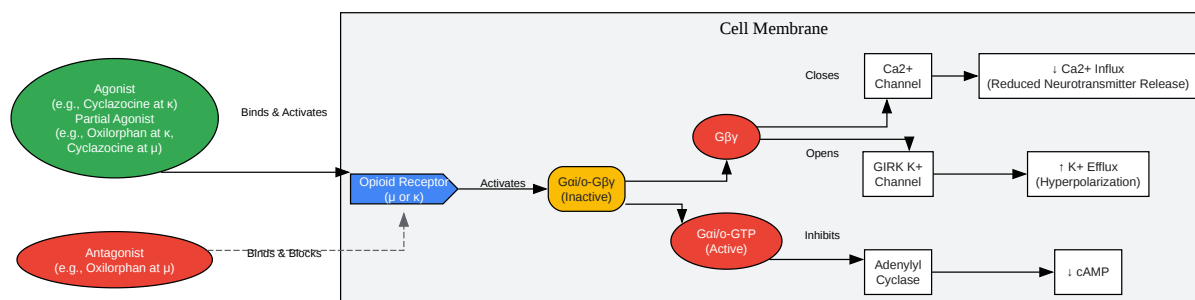 Cell Membrane
Agonist
(e.g., Cyclazocine at κ)
Partial Agonist
(e.g., Oxilorphan at κ,
Cyclazocine at μ)
Binds & Activates
Opioid Receptor
(μ or κ)
Activates
Gαi/o-Gβγ
(Inactive)
Gβγ
Closes
Ca2+
Channel
↓ Ca2+ Influx
(Reduced Neurotransmitter Release)
Opens
GIRK K+
Channel
↑ K+ Efflux
(Hyperpolarization)
Gαi/o-GTP
(Active)
Inhibits
Adenylyl
Cyclase
↓ cAMP
Antagonist
(e.g., Oxilorphan at μ)
Binds & Blocks